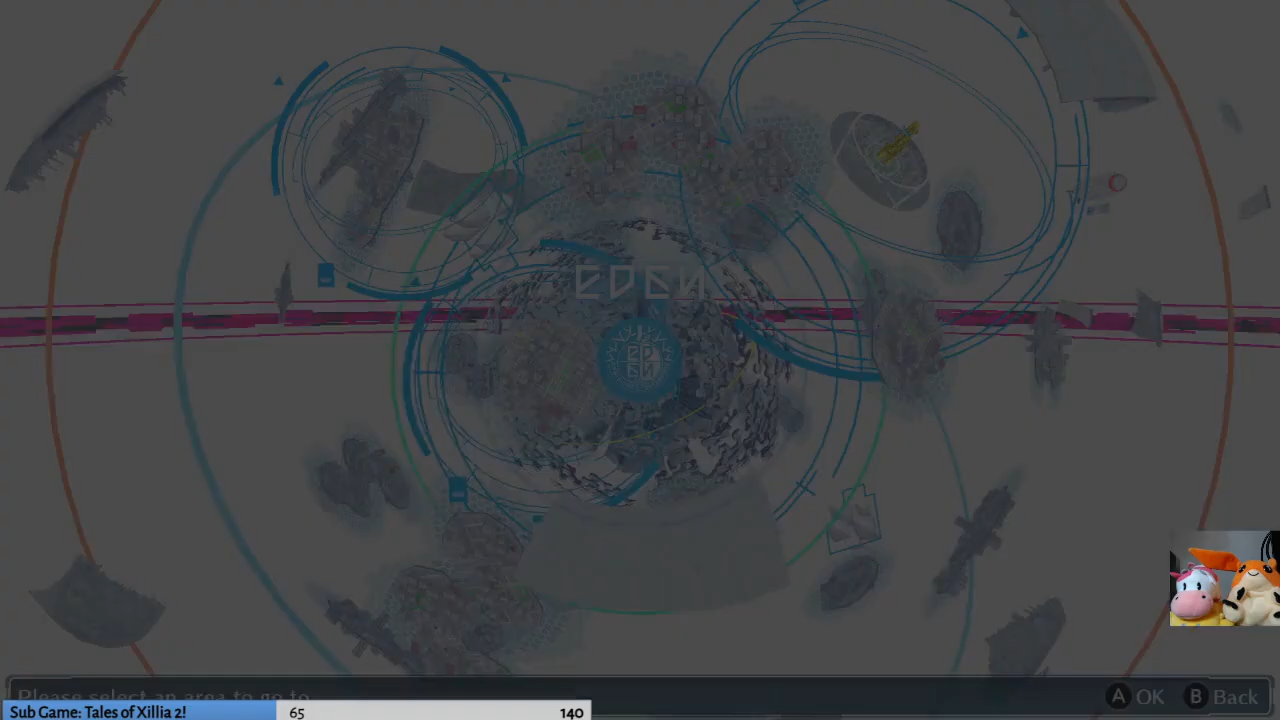 EDEN
Please select an area to go to.
A OK B Back
Sub Game: Tales of Xillia 2! 65 140